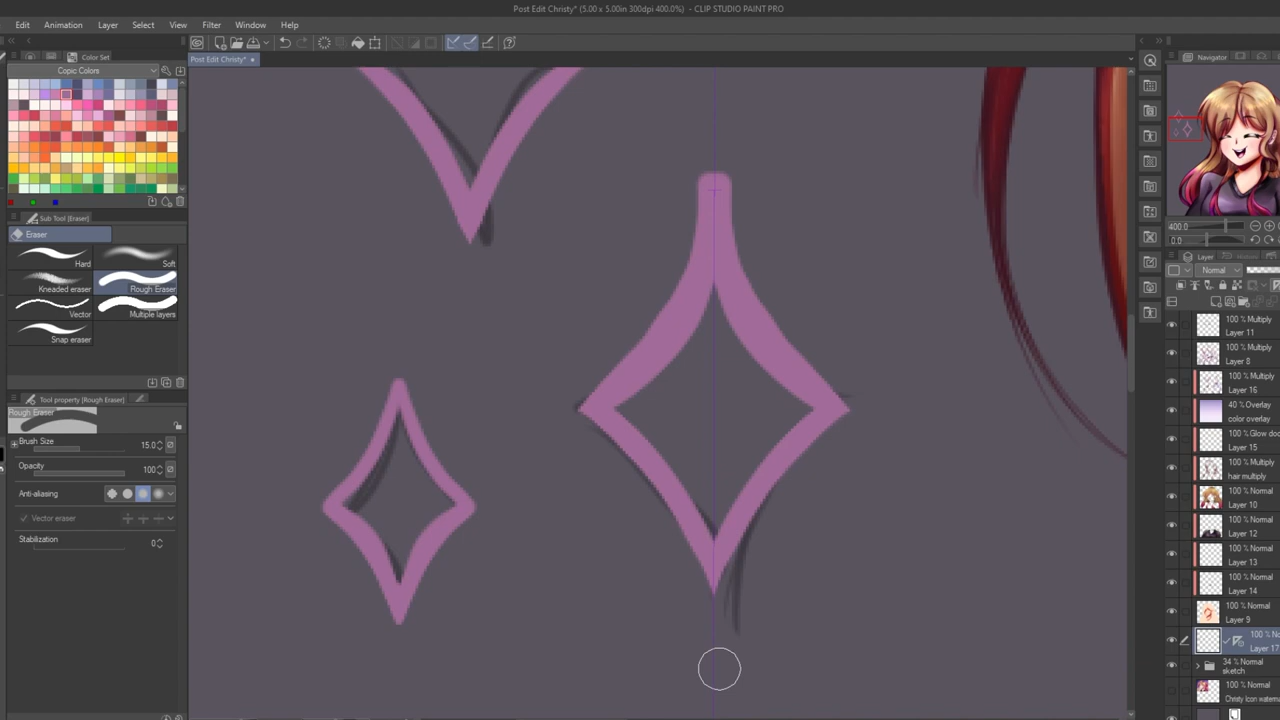 Post Edit Christy* (5.00 x 5.00in 300dpi 400.0%) - CLIP STUDIO PAINT PRO
Edit Animation Layer Select View Filter Window Help
Post Edit Christy*
Color Set
Copic Colors
Sub Tool [Eraser]
Eraser
Hard
Soft
Kneaded eraser
Rough Eraser
Vector
Multiple layers
Snap eraser
Tool property [Rough Eraser]
Rough Eraser
Brush Size
15.0
Opacity
100
Anti-aliasing
Vector eraser
Stabilization
0
Navigator
400.0
0.0
Layer
History
Normal
100 % Multiply
Layer 11
100 % Multiply
Layer 8
100 % Multiply
Layer 16
40 % Overlay
color overlay
100 % Glow dod
Layer 15
100 % Multiply
hair multiply
100 % Normal
Layer 10
100 % Normal
Layer 12
100 % Normal
Layer 13
100 % Normal
Layer 14
100 % Normal
Layer 9
100 % No
Layer 17
34 % Normal
sketch
100 % Normal
Christy Icon waterm